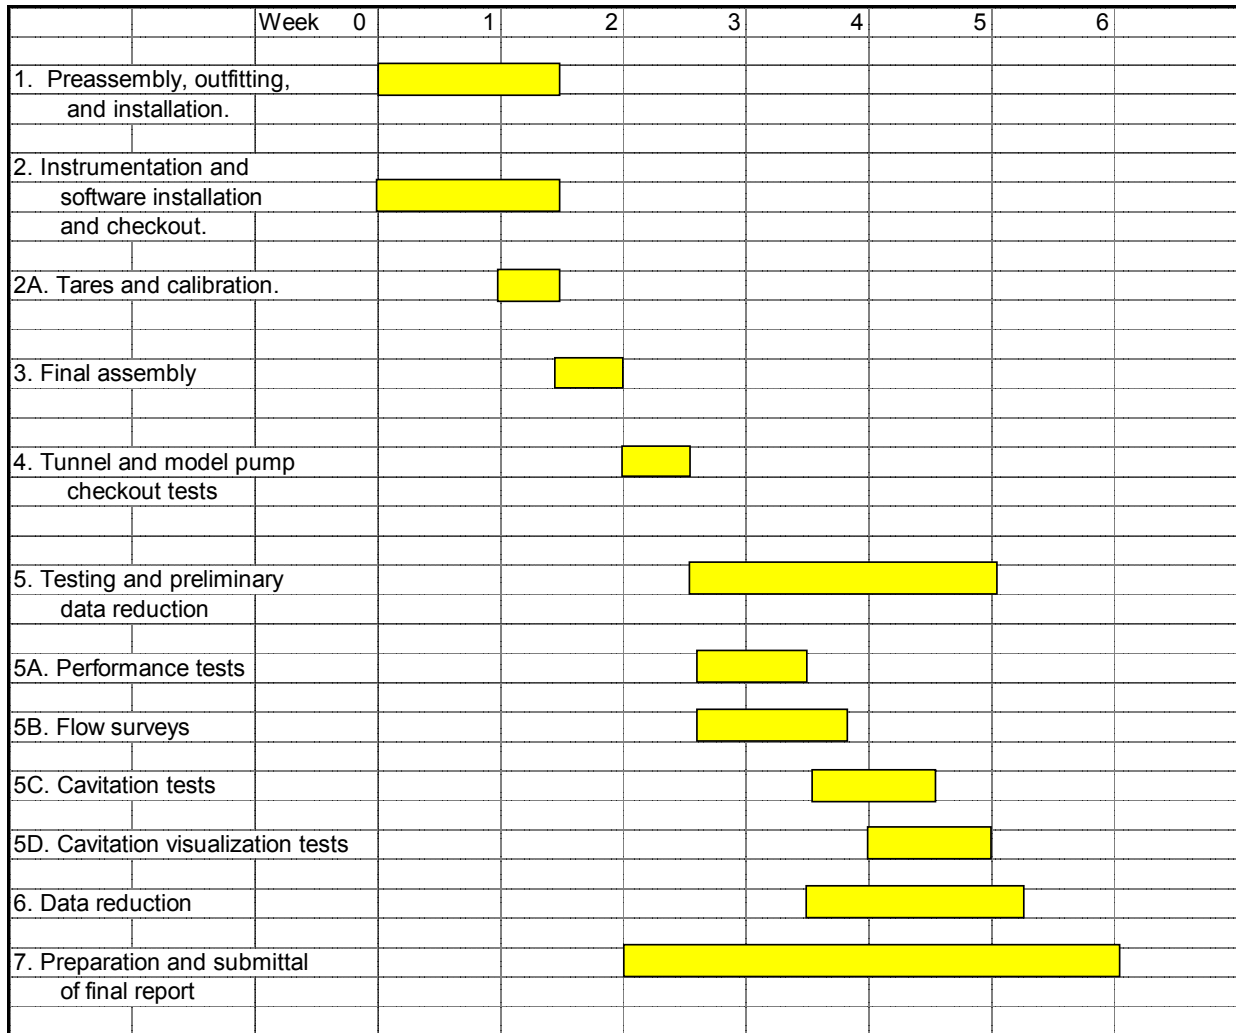 Week 0 1 2 3 4 5 6
1. Preassembly, outfitting,
and installation.
2. Instrumentation and
software installation
and checkout.
2A. Tares and calibration.
3. Final assembly
4. Tunnel and model pump
checkout tests
5. Testing and preliminary
data reduction
5A. Performance tests
5B. Flow surveys
5C. Cavitation tests
5D. Cavitation visualization tests
6. Data reduction
7. Preparation and submittal
of final report